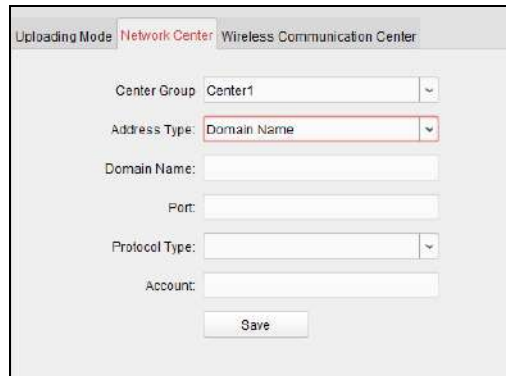 Uploading Mode Network Center Wireless Communication Center
Center Group Center1
Address Type: Domain Name
Domain Name:
Port:
Protocol Type:
Account:
Save